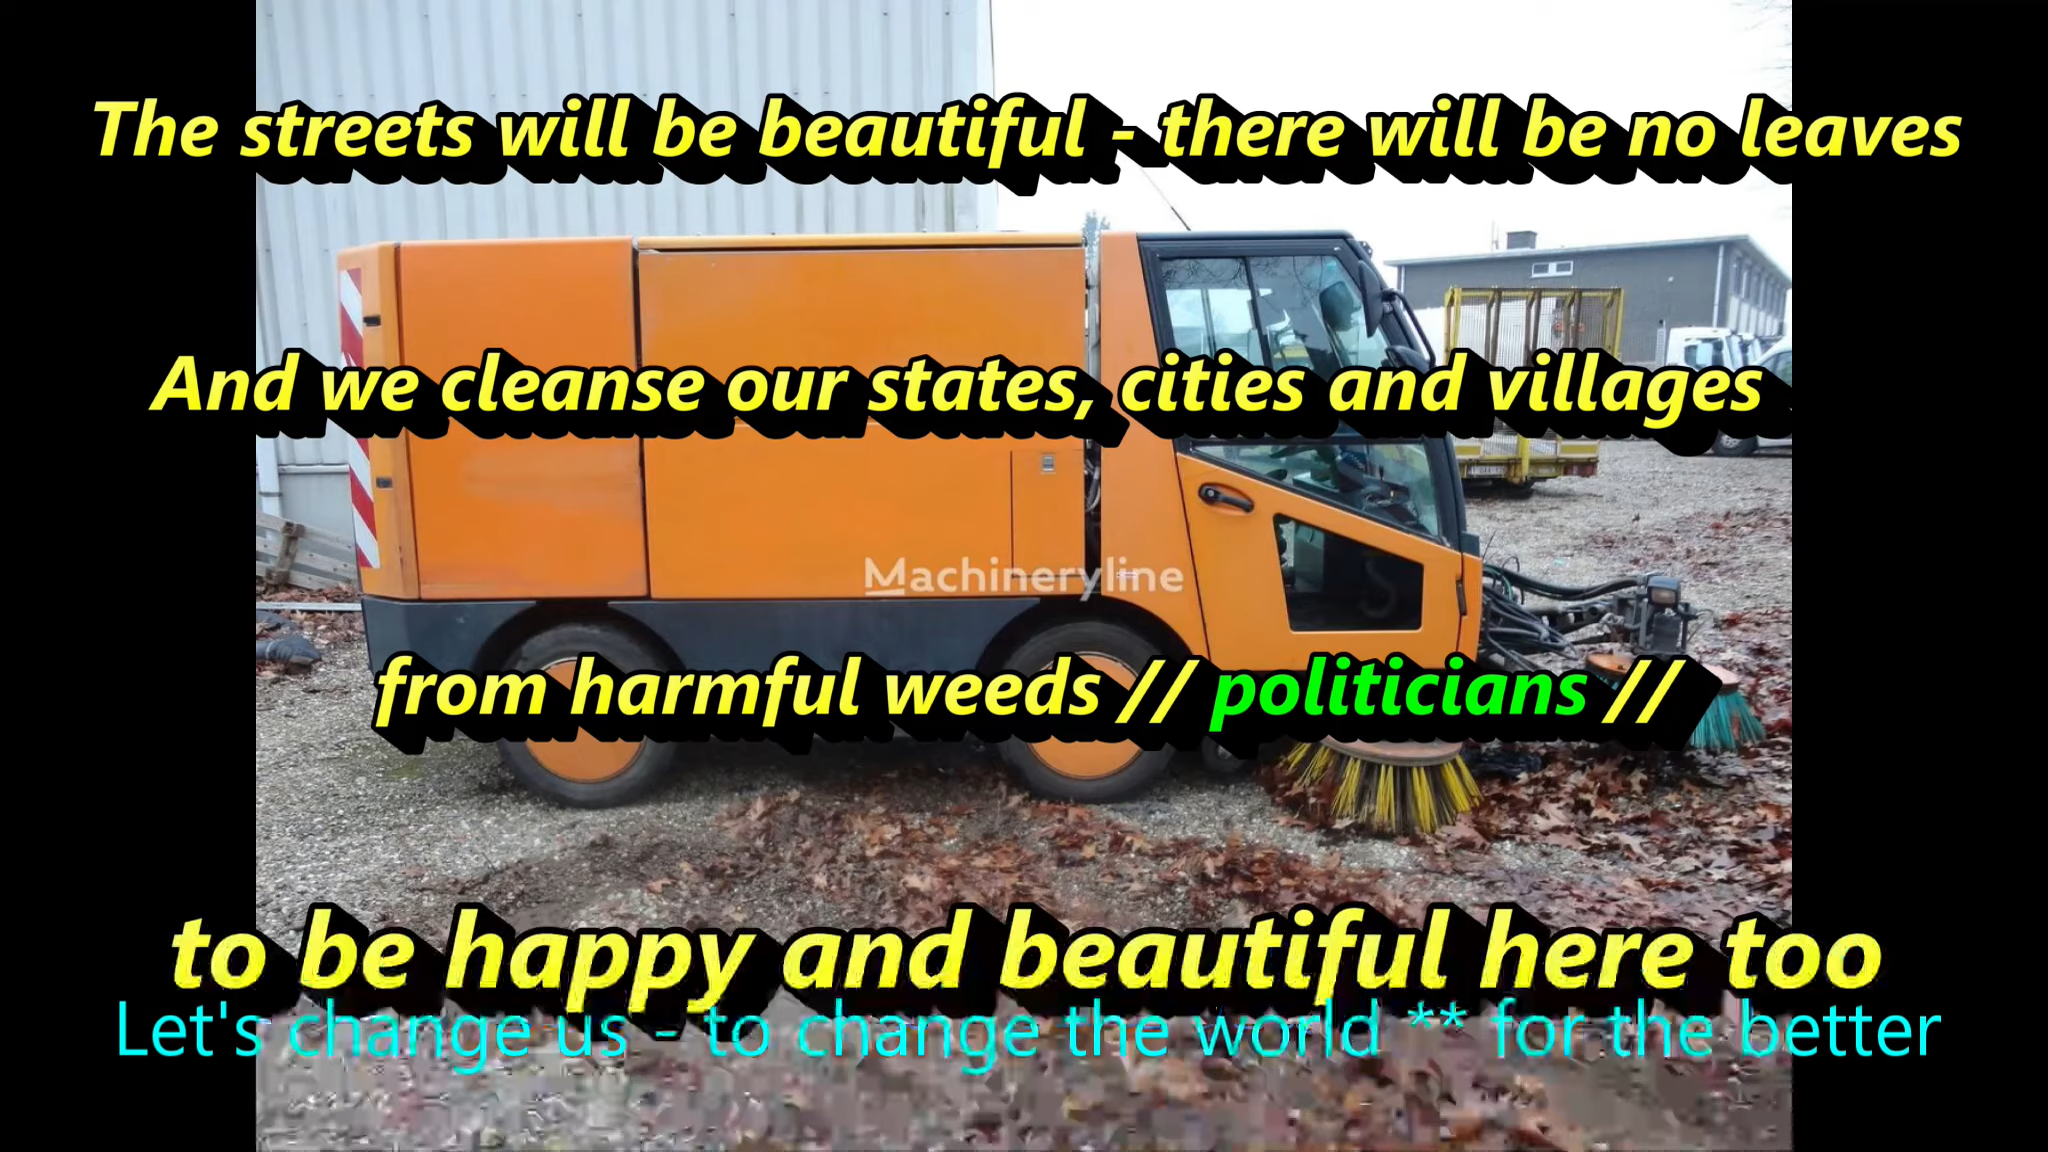 The streets will be beautiful - there will be no leaves
And we cleanse our states, cities and villages
Machineryline
from harmful weeds // politicians //
to be happy and beautiful here too
Let's change us - to change the world ** for the better